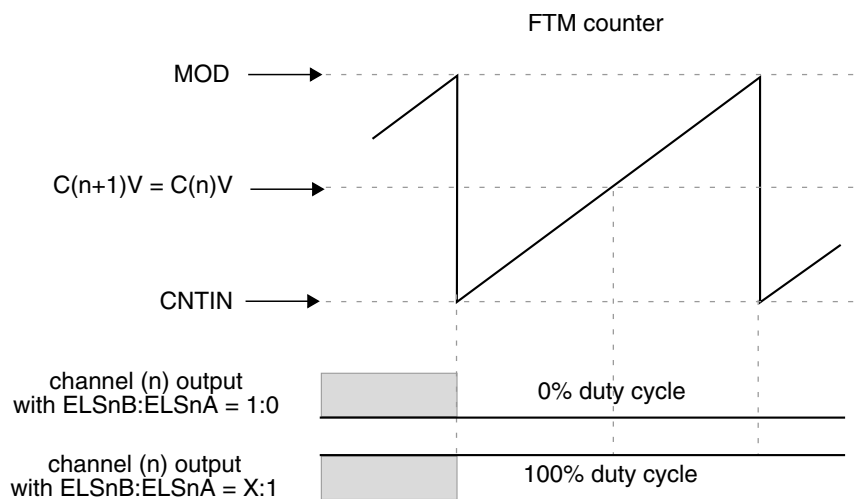 FTM counter
MOD
C(n+1)V = C(n)V
CNTIN
channel (n) output
with ELSnB:ELSnA = 1:0
0% duty cycle
channel (n) output
with ELSnB:ELSnA = X:1
100% duty cycle